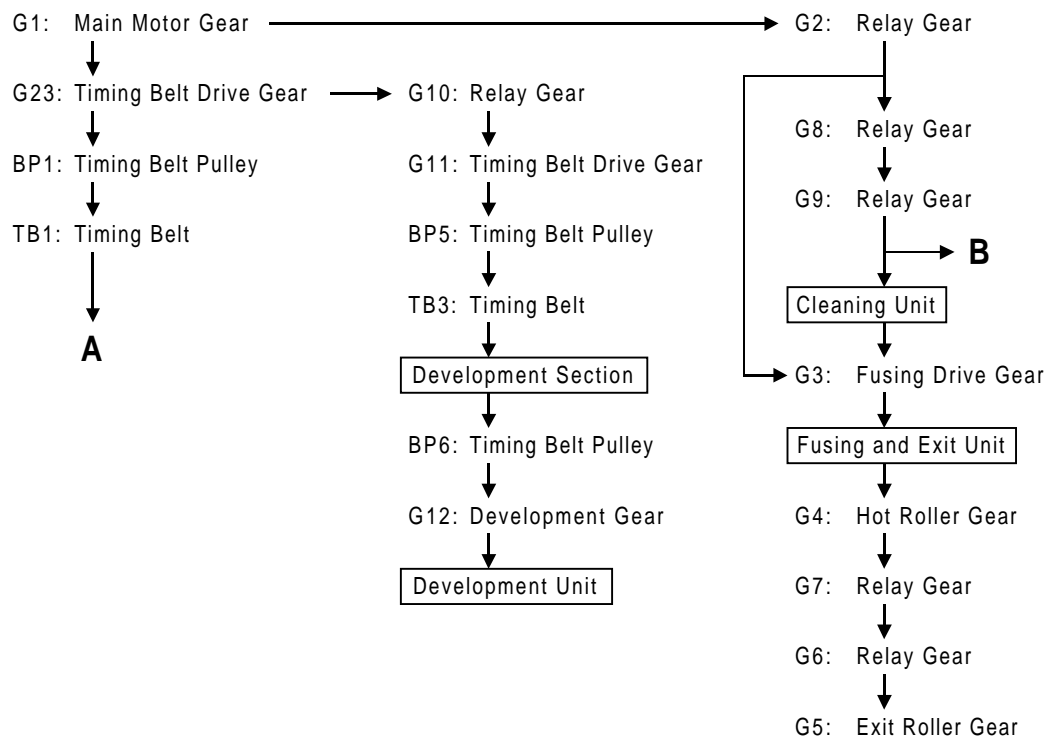 G1: Main Motor Gear
G23: Timing Belt Drive Gear
BP1: Timing Belt Pulley
TB1: Timing Belt
A
G10: Relay Gear
G11: Timing Belt Drive Gear
BP5: Timing Belt Pulley
TB3: Timing Belt
Development Section
BP6: Timing Belt Pulley
G12: Development Gear
Development Unit
G2: Relay Gear
G8: Relay Gear
G9: Relay Gear
B
Cleaning Unit
G3: Fusing Drive Gear
Fusing and Exit Unit
G4: Hot Roller Gear
G7: Relay Gear
G6: Relay Gear
G5: Exit Roller Gear